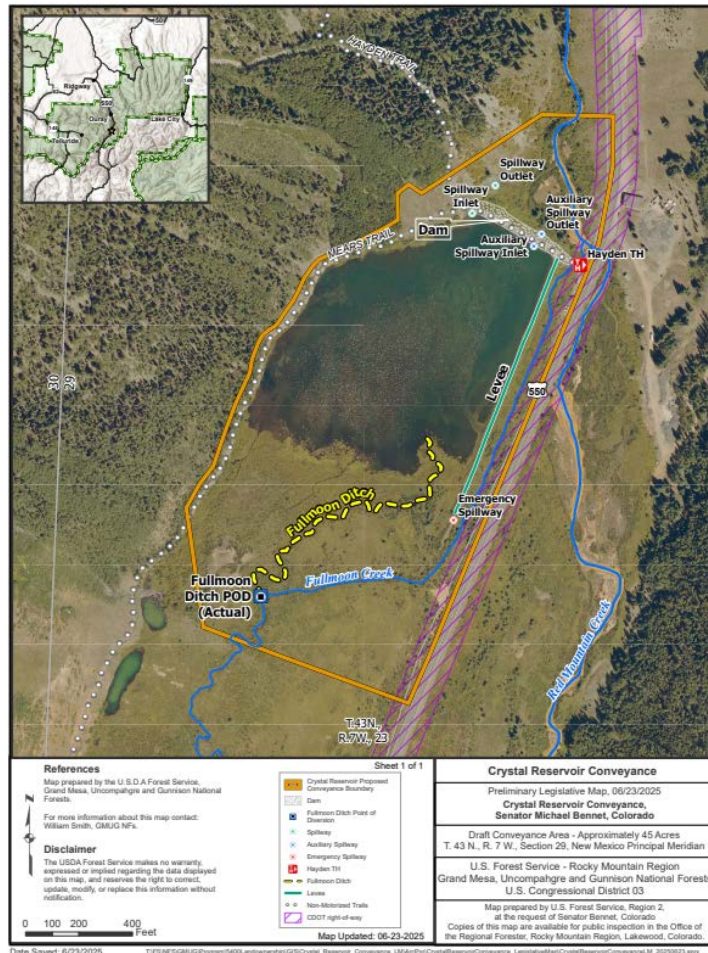 550
149
Ridgway
550
Ouray
Lake City
145
Telluride
HAYDEN TRAIL
Spillway
Outlet
Spillway
Inlet
Auxiliary
Spillway
Outlet
Dam
Auxiliary
Spillway Inlet
Hayden TH
MEARS TRAIL
30
29
Levee
550
Fullmoon Ditch
Emergency
Spillway
Fullmoon
Ditch POD
(Actual)
Fullmoon Creek
Red Mountain Creek
T.43N.,
R.7W., 23
References
Map prepared by the U.S.D.A Forest Service,
Grand Mesa, Uncompahgre and Gunnison National
Forests.
For more information about this map contact:
William Smith, GMUG NFs.
N
Disclaimer
The USDA Forest Service makes no warranty,
expressed or implied regarding the data displayed
on this map, and reserves the right to correct,
update, modify, or replace this information without
notification.
0 100 200 400
Feet
Sheet 1 of 1
Crystal Reservoir Proposed
Conveyance Boundary
Dam
Fullmoon Ditch Point of
Diversion
Spillway
Auxiliary Spillway
Emergency Spillway
Hayden TH
Fullmoon Ditch
Levee
Non-Motorized Trails
CDOT right-of-way
Map Updated: 06-23-2025
Crystal Reservoir Conveyance
Preliminary Legislative Map, 06/23/2025
Crystal Reservoir Conveyance,
Senator Michael Bennet, Colorado
Draft Conveyance Area - Approximately 45 Acres
T. 43 N., R. 7 W., Section 29, New Mexico Principal Meridian
U.S. Forest Service - Rocky Mountain Region
Grand Mesa, Uncompahgre and Gunnison National Forests
U.S. Congressional District 03
Map prepared by U.S. Forest Service, Region 2,
at the request of Senator Bennet, Colorado
Copies of this map are available for public inspection in the Office of
the Regional Forester, Rocky Mountain Region, Lakewood, Colorado.
Date Saved: 6/23/2025